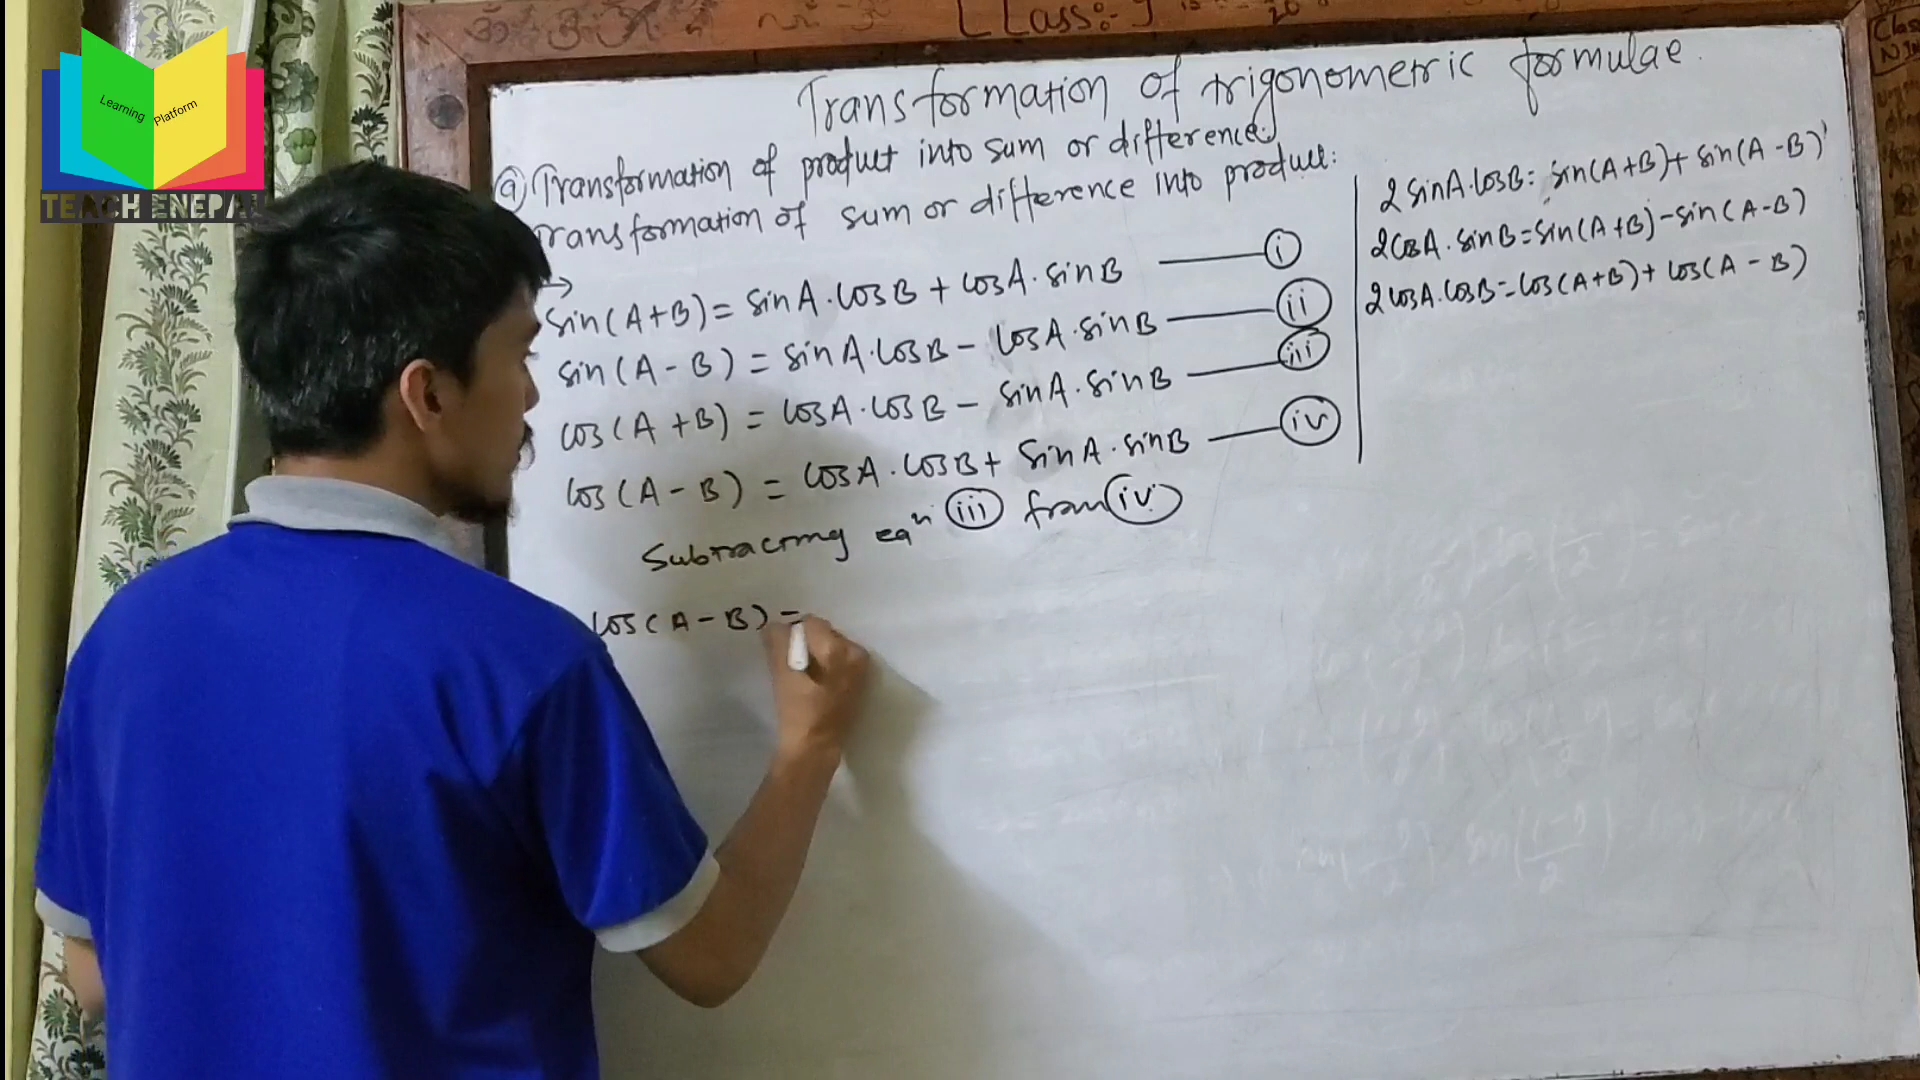 Learning Platform
TEACH ENEPAL
Class:-
Transformation of trigonometric formulae.
(a) Transformation of product into sum or difference.
Transformation of sum or difference into product:
→
sin(A+B) = sinA.cosB + cosA.sinB — (i)
sin(A-B) = sinA.cosB - cosA.sinB — (ii)
cos(A+B) = cosA.cosB - sinA.sinB — (iii)
cos(A-B) = cosA.cosB + sinA.sinB — (iv)
Subtracting eqⁿ (iii) from (iv)
cos(A-B) =
2sinA.cosB = sin(A+B) + sin(A-B)
2cosA.sinB = sin(A+B) - sin(A-B)
2cosA.cosB = cos(A+B) + cos(A-B)